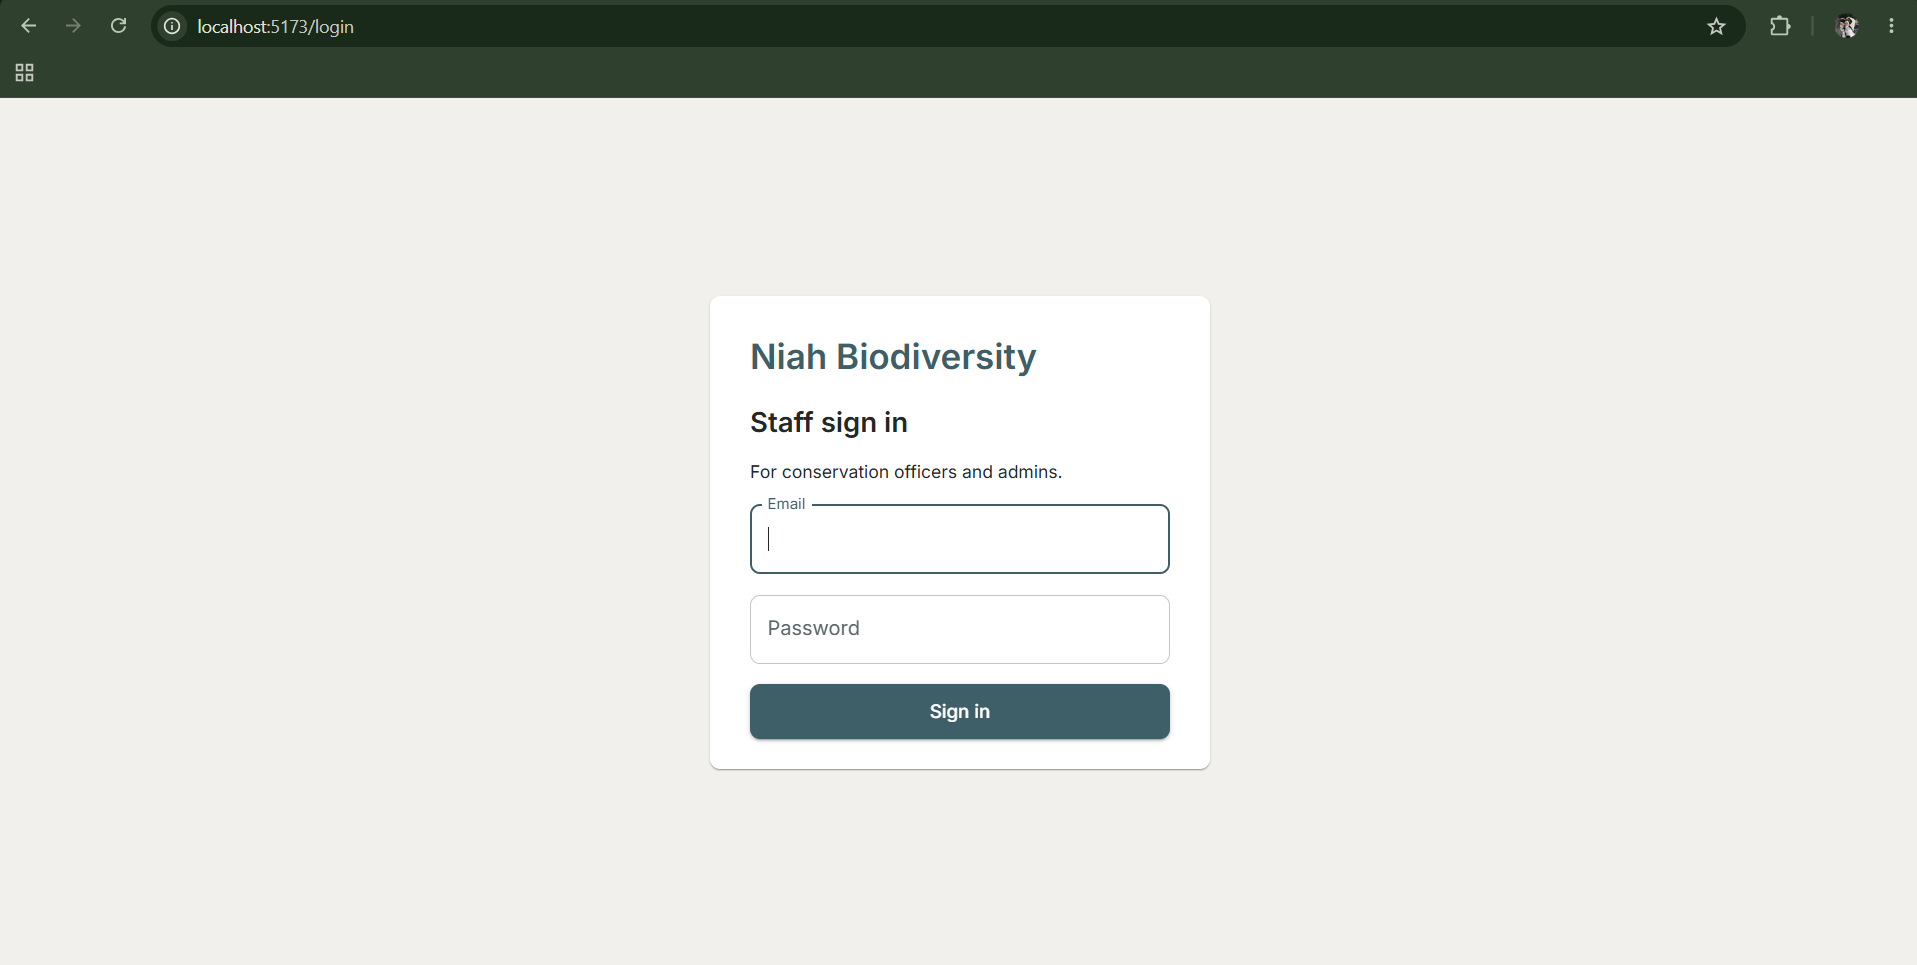 localhost:5173/login
Niah Biodiversity
Staff sign in
For conservation officers and admins.
Email
Password
Sign in